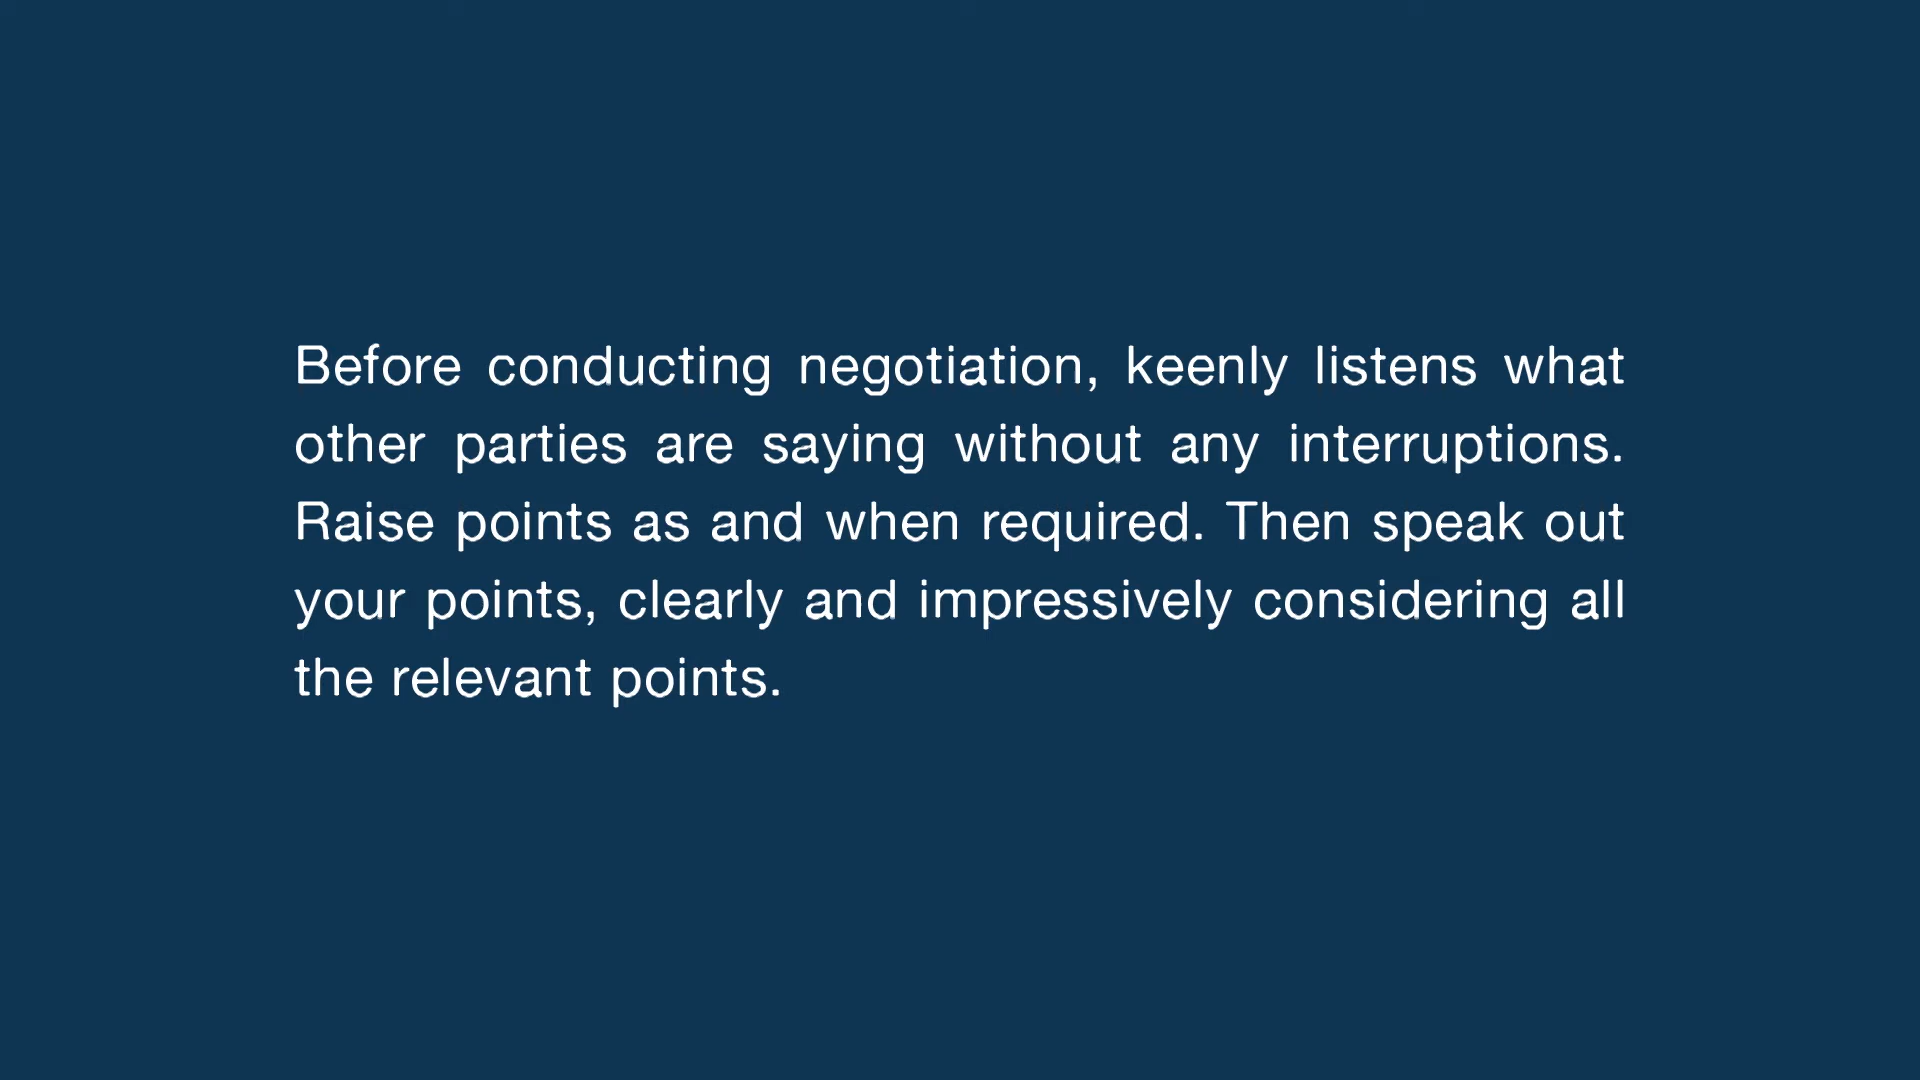 Before conducting negotiation, keenly listens what
other parties are saying without any interruptions.
Raise points as and when required. Then speak out
your points, clearly and impressively considering all
the relevant points.